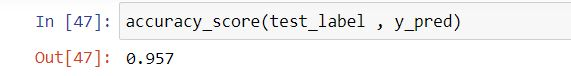 In [47]: accuracy_score(test_label , y_pred)
Out[47]: 0.957